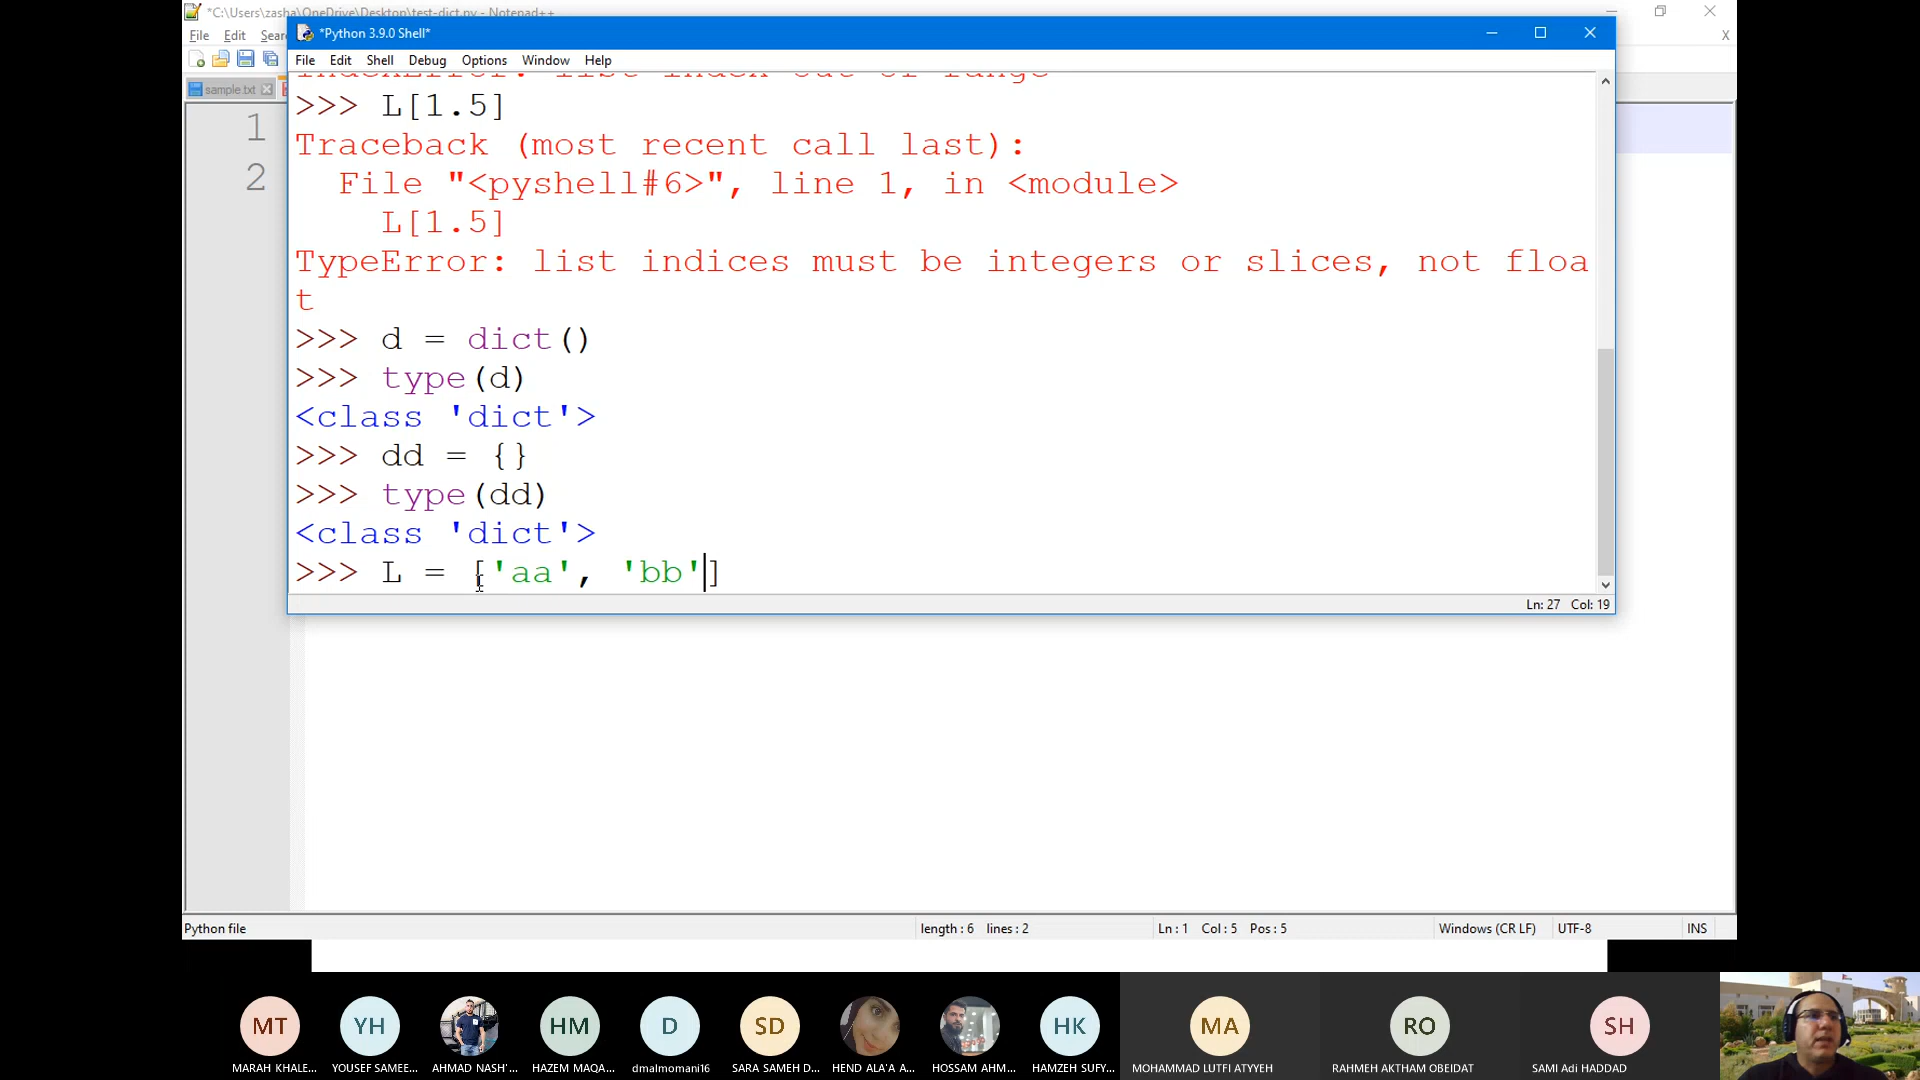 *C:\Users\zasha\OneDrive\Desktop\test-dict.py - Notepad++
File Edit Sear
X
sample.txt
1
2
*Python 3.9.0 Shell*
File Edit Shell Debug Options Window Help
IndexError: list index out of range
>>> L[1.5]
Traceback (most recent call last):
File "<pyshell#6>", line 1, in <module>
L[1.5]
TypeError: list indices must be integers or slices, not floa
t
>>> d = dict()
>>> type(d)
<class 'dict'>
>>> dd = {}
>>> type(dd)
<class 'dict'>
>>> L = ['aa', 'bb']
Ln: 27 Col: 19
Python file length : 6 lines : 2 Ln : 1 Col : 5 Pos : 5 Windows (CR LF) UTF-8 INS
MT YH HM D SD HK MA RO SH
MARAH KHALE... YOUSEF SAMEE... AHMAD NASH'... HAZEM MAQA... dmalmomani16 SARA SAMEH D... HEND ALA'A A... HOSSAM AHM... HAMZEH SUFY... MOHAMMAD LUTFI ATYYEH RAHMEH AKTHAM OBEIDAT SAMI Adi HADDAD